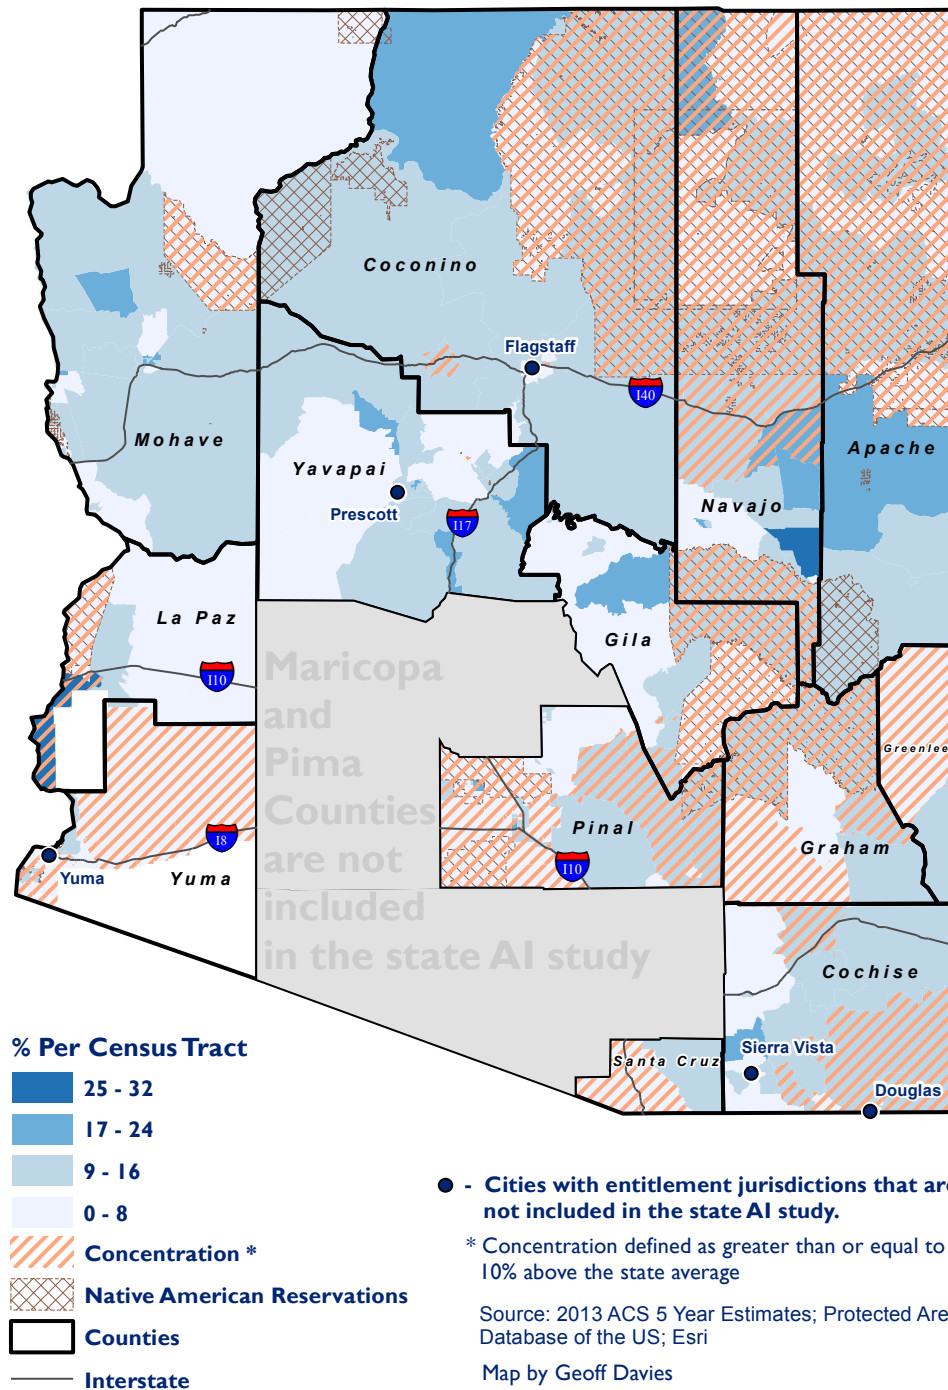 Coconino
Flagstaff
I40
Mohave
Yavapai
Apache
Prescott
I17
Navajo
La Paz
Gila
I10
Maricopa
and
Pima
Counties
are not
included
in the state AI study
Greenlee
Pinal
I8
Graham
I10
Yuma
Yuma
Cochise
Sierra Vista
Santa Cruz
Douglas
% Per Census Tract
25 - 32
17 - 24
9 - 16
0 - 8
Concentration *
Native American Reservations
Counties
Interstate
- Cities with entitlement jurisdictions that are
not included in the state AI study.
* Concentration defined as greater than or equal to
10% above the state average
Source: 2013 ACS 5 Year Estimates; Protected Are
Database of the US; Esri
Map by Geoff Davies